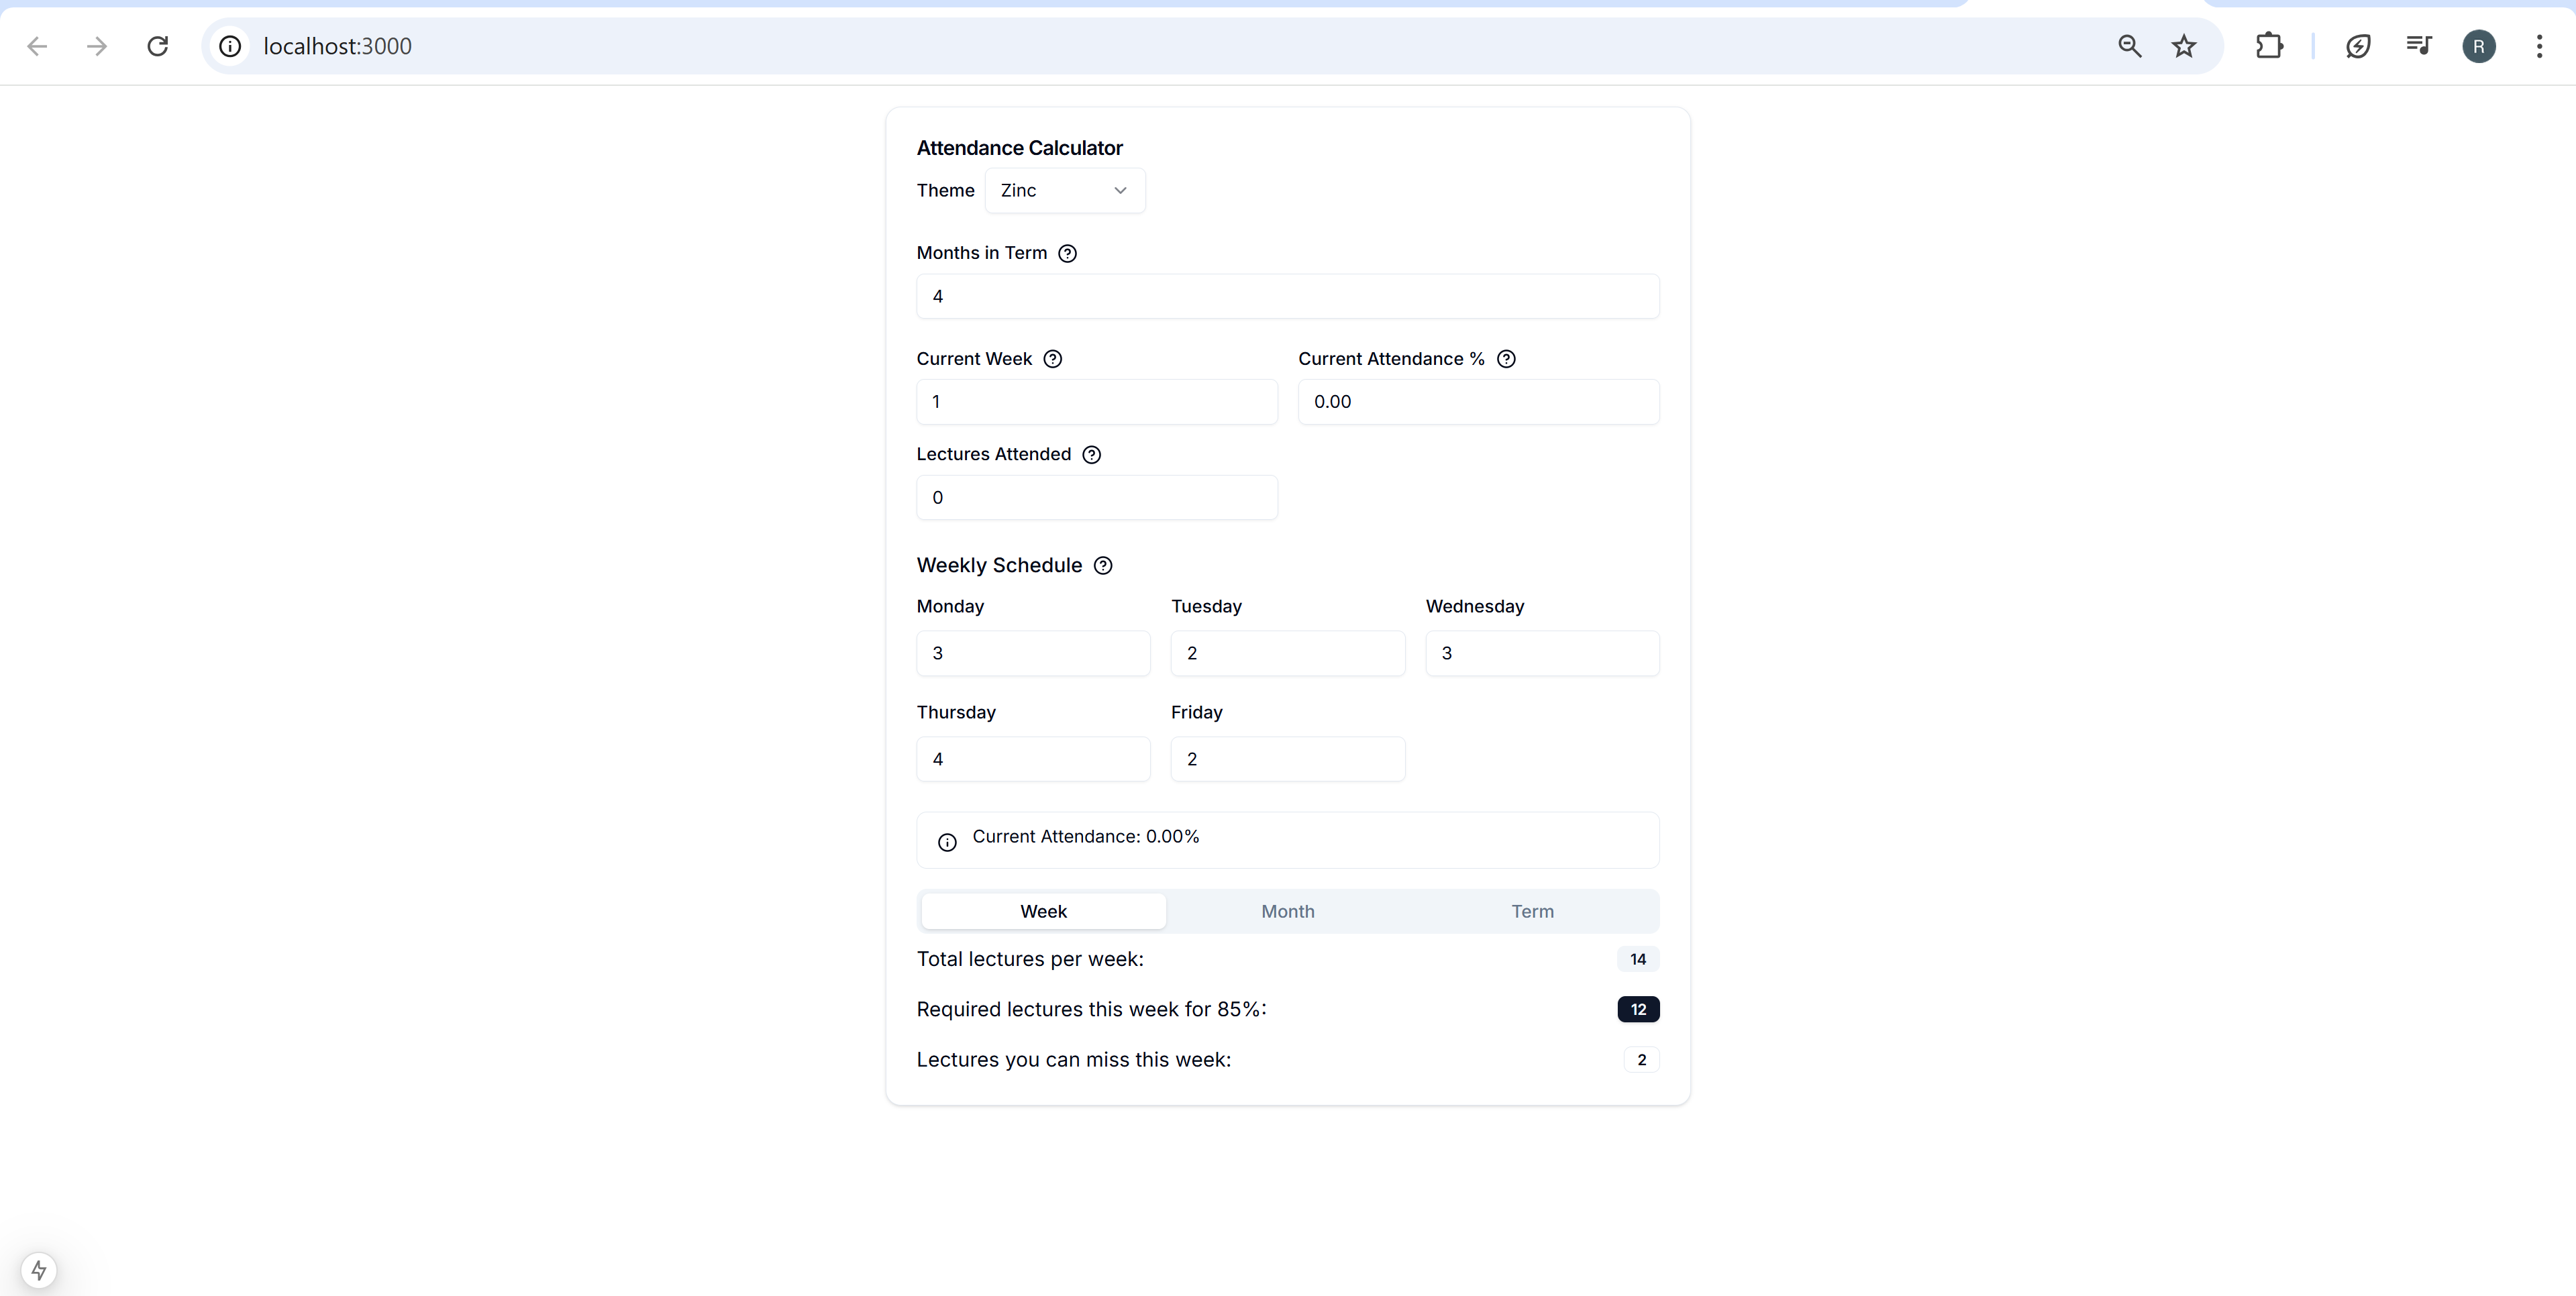 localhost:3000
R
Attendance Calculator
Theme Zinc
Months in Term
4
Current Week Current Attendance %
1 0.00
Lectures Attended
0
Weekly Schedule
Monday Tuesday Wednesday
3 2 3
Thursday Friday
4 2
Current Attendance: 0.00%
Week Month Term
Total lectures per week: 14
Required lectures this week for 85%: 12
Lectures you can miss this week: 2